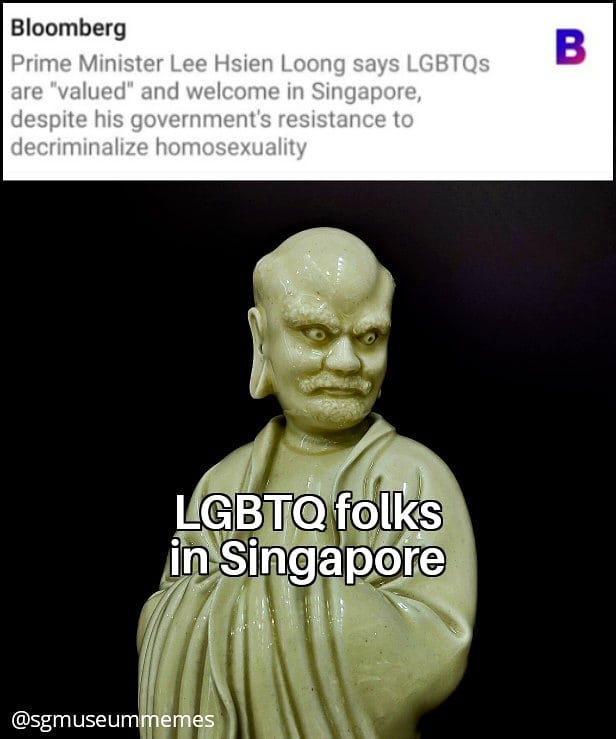 Bloomberg
B
Prime Minister Lee Hsien Loong says LGBTQs
are "valued" and welcome in Singapore,
despite his government's resistance to
decriminalize homosexuality
LGBTQ folks
in Singapore
@sgmuseummemes